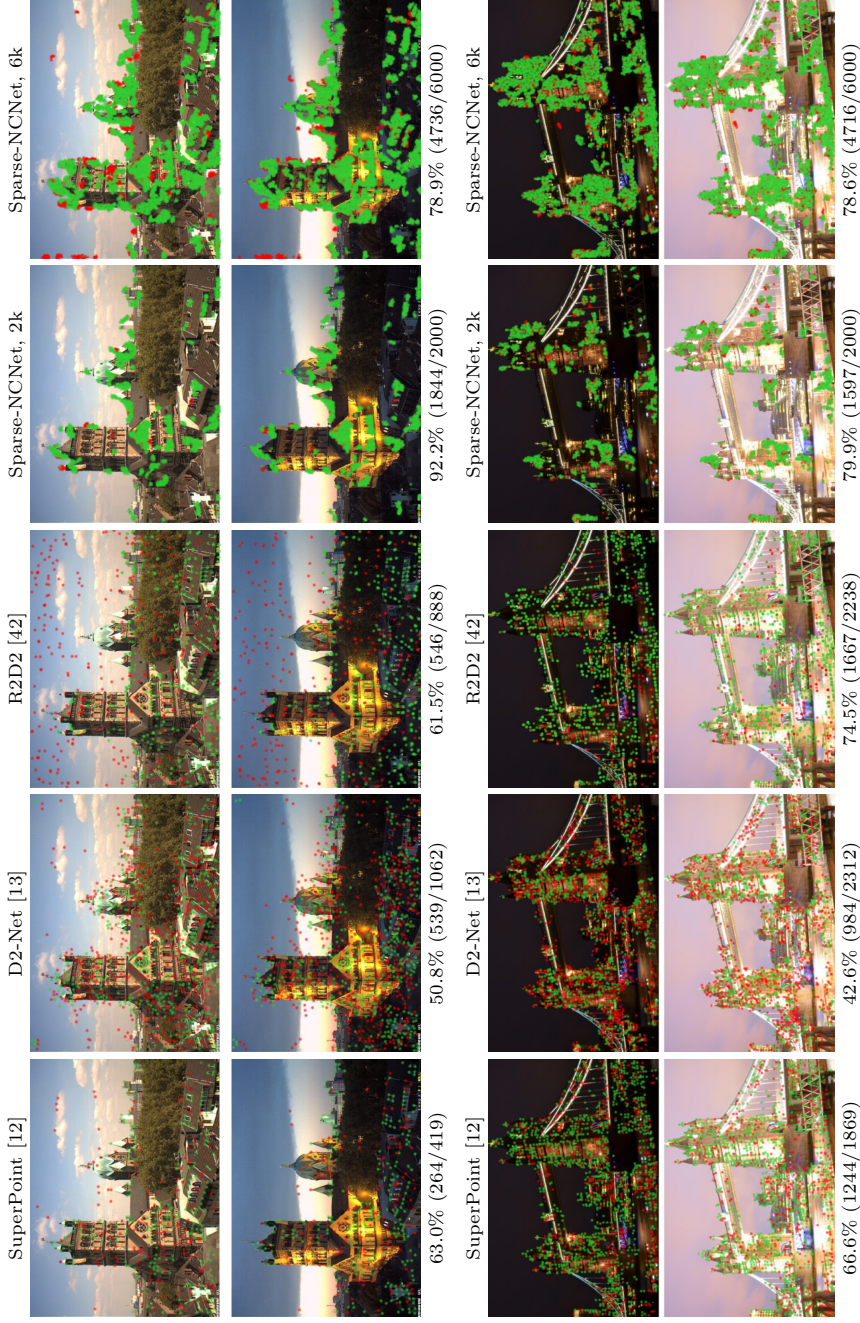 SuperPoint [12]
D2-Net [13]
R2D2 [42]
Sparse-NCNet, 2k
Sparse-NCNet, 6k
63.0% (264/419)
50.8% (539/1062)
61.5% (546/888)
92.2% (1844/2000)
78.9% (4736/6000)
SuperPoint [12]
D2-Net [13]
R2D2 [42]
Sparse-NCNet, 2k
Sparse-NCNet, 6k
66.6% (1244/1869)
42.6% (984/2312)
74.5% (1667/2238)
79.9% (1597/2000)
78.6% (4716/6000)